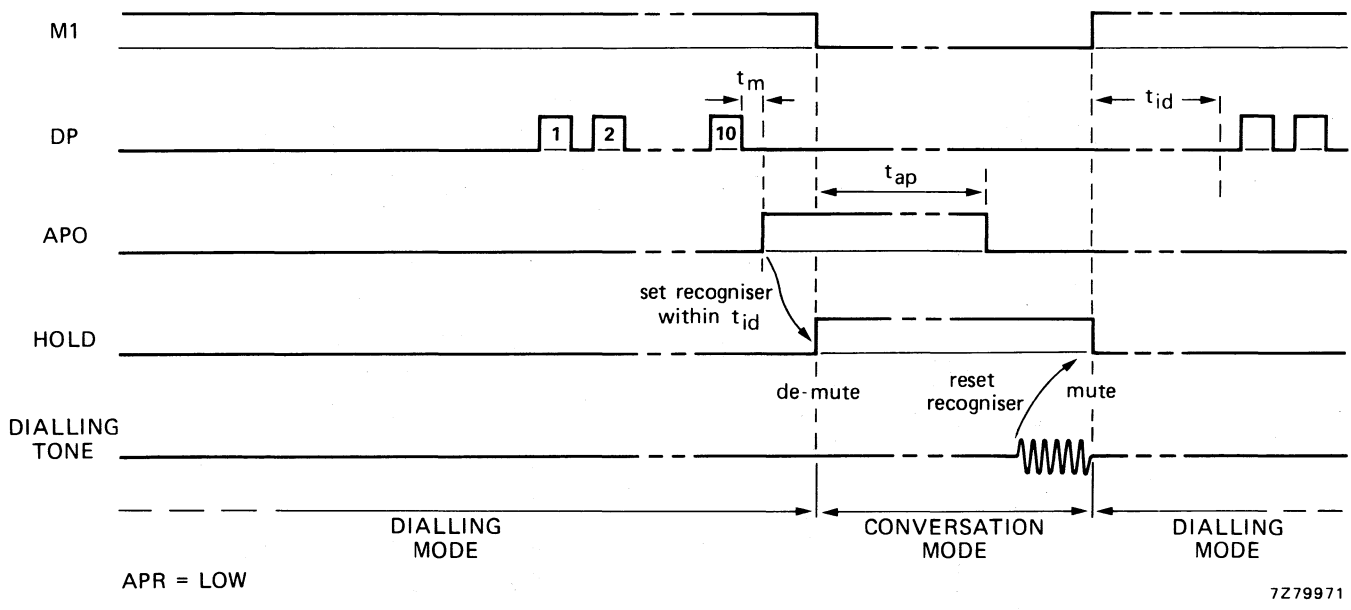 M1
t_m
t_id
DP
1
2
10
t_ap
APO
set recogniser
within t_id
HOLD
de-mute
reset
recogniser
mute
DIALLING
TONE
DIALLING
MODE
CONVERSATION
MODE
DIALLING
MODE
APR = LOW
7Z79971